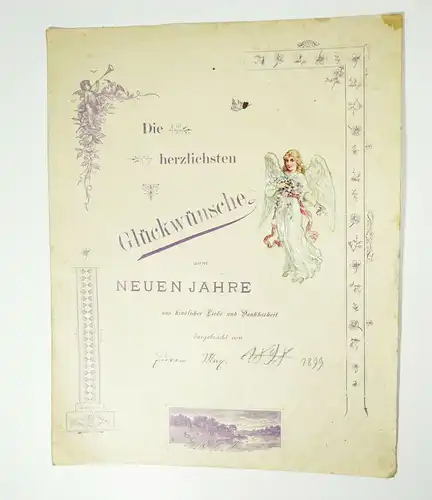 Die
herzlichsten
Glückwünsche
zum
NEUEN JAHRE
aus kindlicher Liebe und Dankbarkeit
dargebracht von
1899